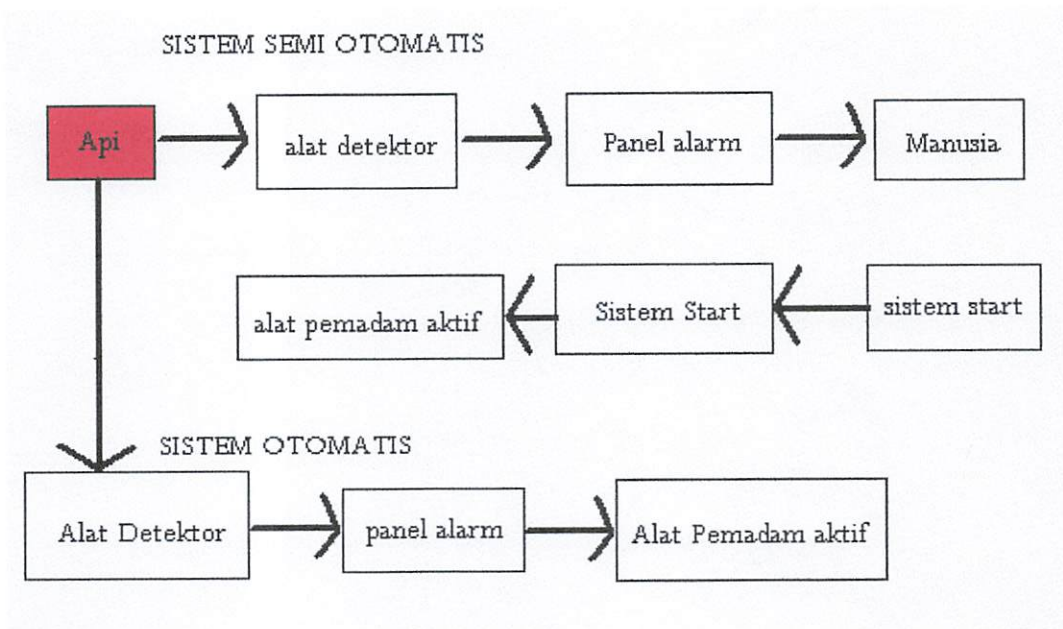 SISTEM SEMI OTOMATIS
Api
alat detektor
Panel alarm
Manusia
alat pemadam aktif
Sistem Start
sistem start
SISTEM OTOMATIS
Alat Detektor
panel alarm
Alat Pemadam aktif